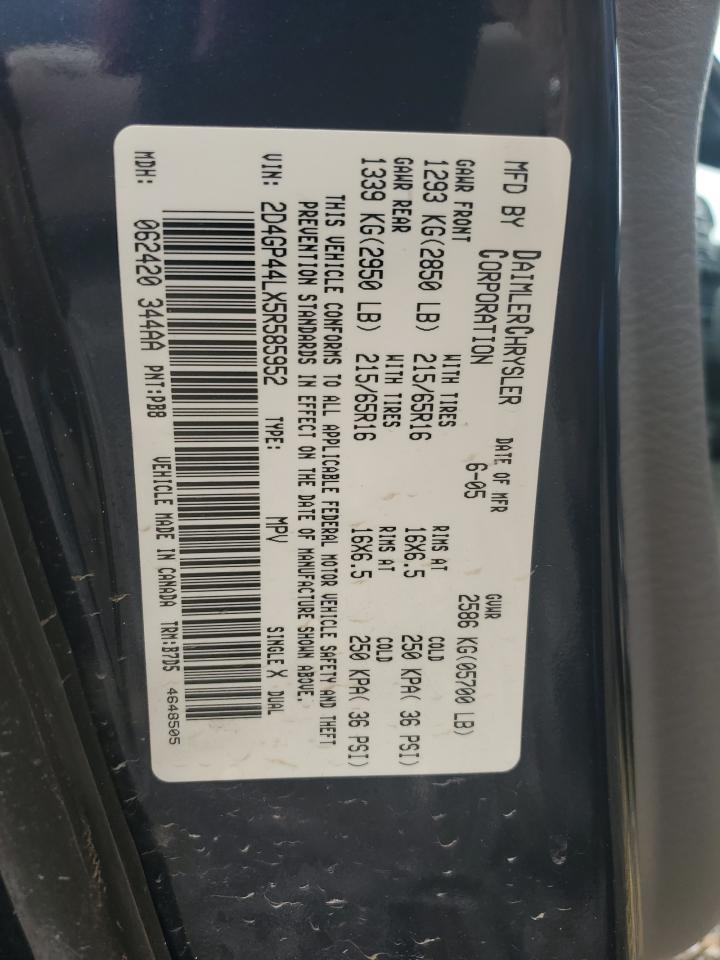 MFD BY DAIMLERCHRYSLER CORPORATION
DATE OF MFR 6-05
GVWR 2586 KG(05700 LB)
GAWR FRONT WITH TIRES RIMS AT COLD
1293 KG(2850 LB) 215/65R16 16X6.5 250 KPA( 36 PSI)
GAWR REAR WITH TIRES RIMS AT COLD
1339 KG(2950 LB) 215/65R16 16X6.5 250 KPA( 36 PSI)
THIS VEHICLE CONFORMS TO ALL APPLICABLE FEDERAL MOTOR VEHICLE SAFETY AND THEFT
PREVENTION STANDARDS IN EFFECT ON THE DATE OF MANUFACTURE SHOWN ABOVE.
VIN: 2D4GP44LX5R585952 TYPE: MPV SINGLE X DUAL
MDH: 062420 344AA PNT:PB8 VEHICLE MADE IN CANADA TRM:B7D5 4648505